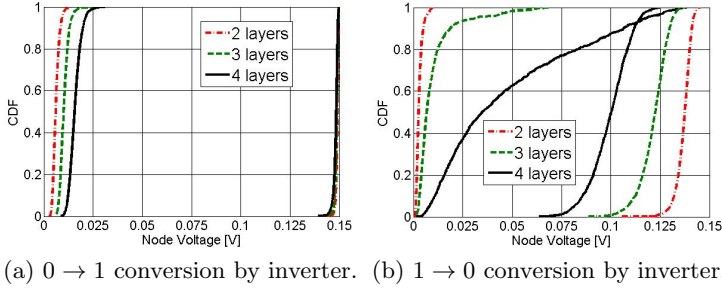 CDF
1
0.8
0.6
0.4
0.2
0
0
0.025
0.05
0.075
0.1
0.125
0.15
Node Voltage [V]
2 layers
3 layers
4 layers
(a) 0 → 1 conversion by inverter.
CDF
1
0.8
0.6
0.4
0.2
0
0
0.025
0.05
0.075
0.1
0.125
0.15
Node Voltage [V]
2 layers
3 layers
4 layers
(b) 1 → 0 conversion by inverter